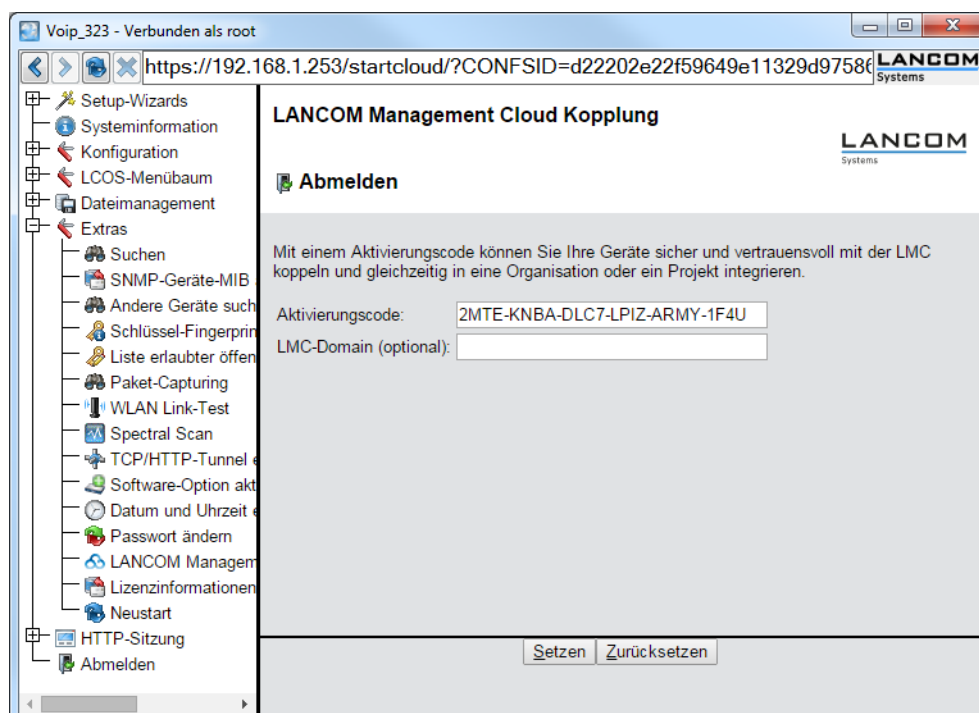 Voip_323 - Verbunden als root
https://192.168.1.253/startcloud/?CONFSID=d22202e22f59649e11329d9758
LANCOM
Systems
Setup-Wizards
Systeminformation
Konfiguration
LCOS-Menübaum
Dateimanagement
Extras
Suchen
SNMP-Geräte-MIB
Andere Geräte such
Schlüssel-Fingerprin
Liste erlaubter öffen
Paket-Capturing
WLAN Link-Test
Spectral Scan
TCP/HTTP-Tunnel e
Software-Option akt
Datum und Uhrzeit e
Passwort ändern
LANCOM Managem
Lizenzinformationen
Neustart
HTTP-Sitzung
Abmelden
LANCOM Management Cloud Kopplung
LANCOM
Systems
Abmelden
Mit einem Aktivierungscode können Sie Ihre Geräte sicher und vertrauensvoll mit der LMC
koppeln und gleichzeitig in eine Organisation oder ein Projekt integrieren.
Aktivierungscode: 2MTE-KNBA-DLC7-LPIZ-ARMY-1F4U
LMC-Domain (optional):
Setzen Zurücksetzen